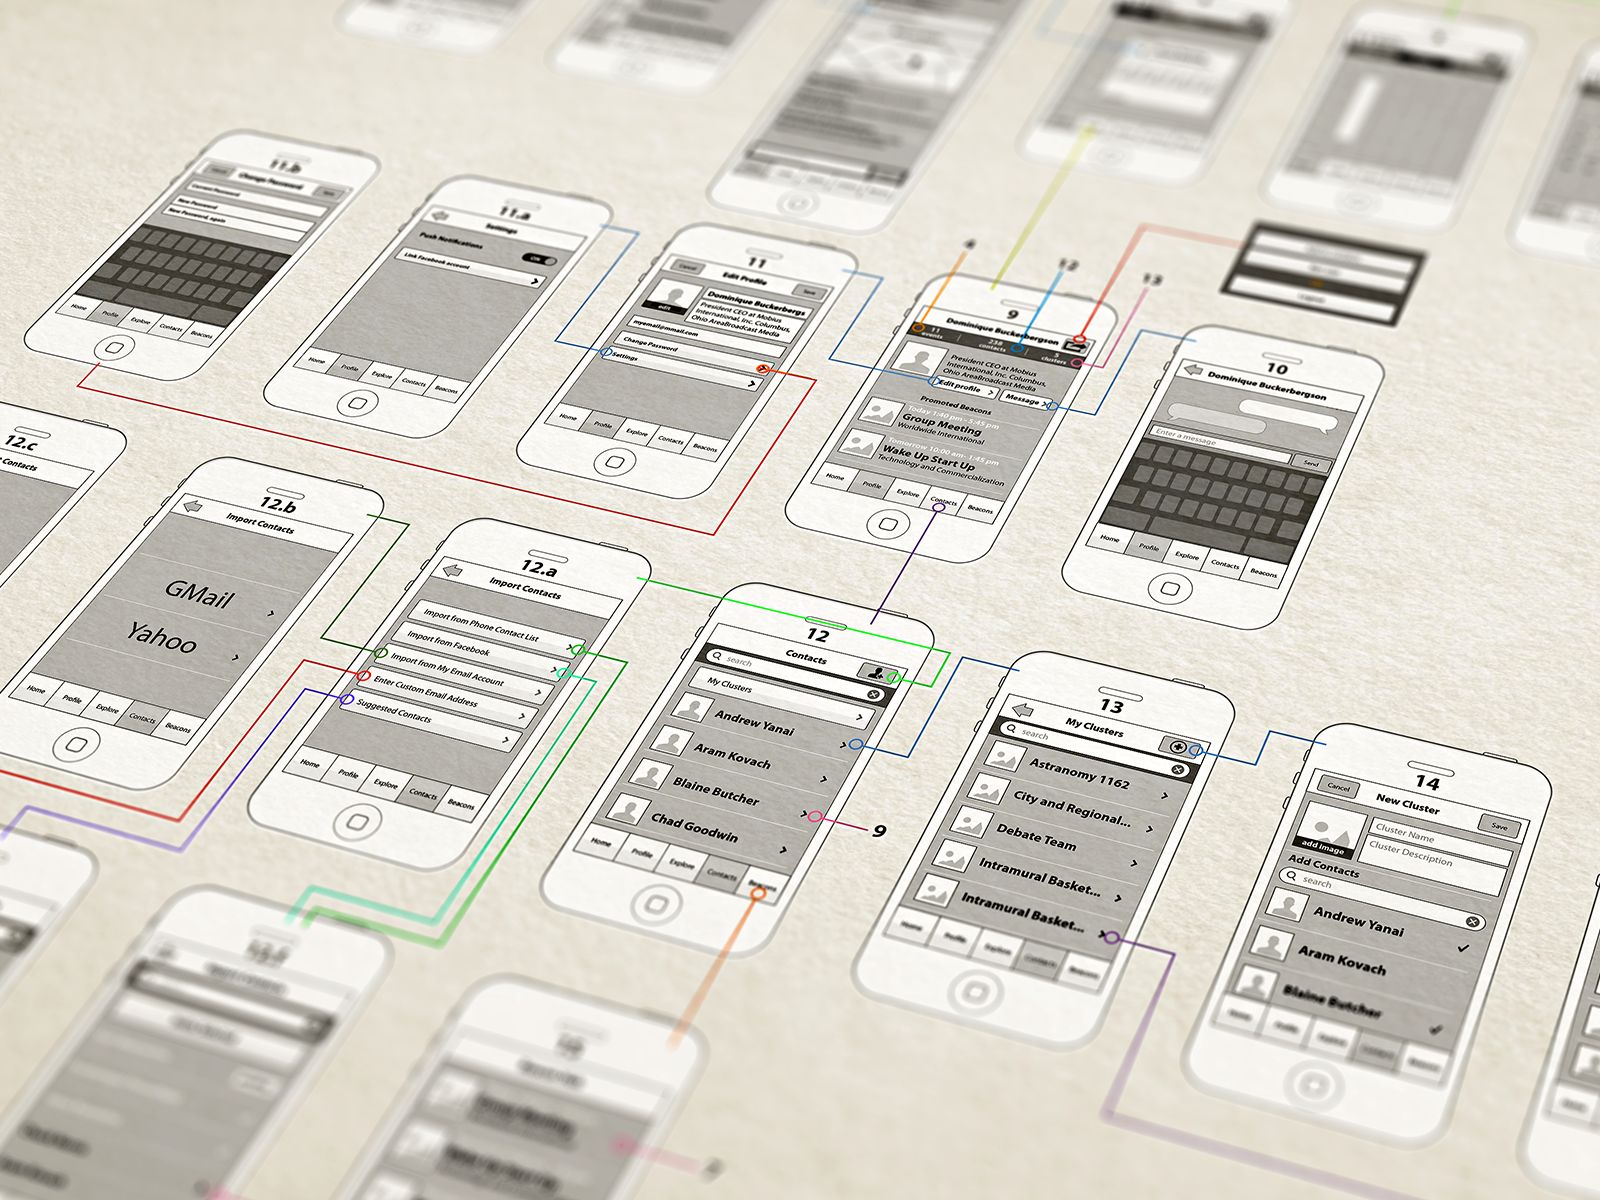 11.b
Change Password
Current Password
New Password
New Password, again
Home Profile Explore Contacts Beacons
11.a
Settings
Push Notifications
ON
Link Facebook account
Home Profile Explore Contacts Beacons
11
Cancel
Edit Profile
Save
edit
Dominique Buckerbergs
President CEO at Mobius
International, Inc. Columbus,
Ohio AreaBroadcast Media
myemail@mmail.com
Change Password
Settings
Home Profile Explore Contacts Beacons
12
13
9
Dominique Buckerbergson
11 events
238 contacts
5 clusters
President CEO at Mobius
International, Inc. Columbus,
Ohio AreaBroadcast Media
Edit profile
Message
Promoted Beacons
Today 1:40 pm - 5:45 pm
Group Meeting
Worldwide International
Tomorrow 10:00 am- 1:45 pm
Wake Up Start Up
Technology and Commercialization
Home Profile Explore Contacts Beacons
10
Dominique Buckerbergson
Enter a message
Send
Home Profile Explore Contacts Beacons
12.c
Contacts
12.b
Import Contacts
GMail
Yahoo
Home Profile Explore Contacts Beacons
12.a
Import Contacts
Import from Phone Contact List
Import from Facebook
Import from My Email Account
Enter Custom Email Address
Suggested Contacts
Home Profile Explore Contacts Beacons
12
Contacts
search
My Clusters
Andrew Yanai
Aram Kovach
Blaine Butcher
Chad Goodwin
Home Profile Explore Contacts Beacons
9
13
My Clusters
search
Astranomy 1162
City and Regional...
Debate Team
Intramural Basket...
Intramural Basket...
Home Profile Explore Contacts Beacons
14
Cancel
New Cluster
Save
add image
Cluster Name
Cluster Description
Add Contacts
search
Andrew Yanai
Aram Kovach
Blaine Butcher